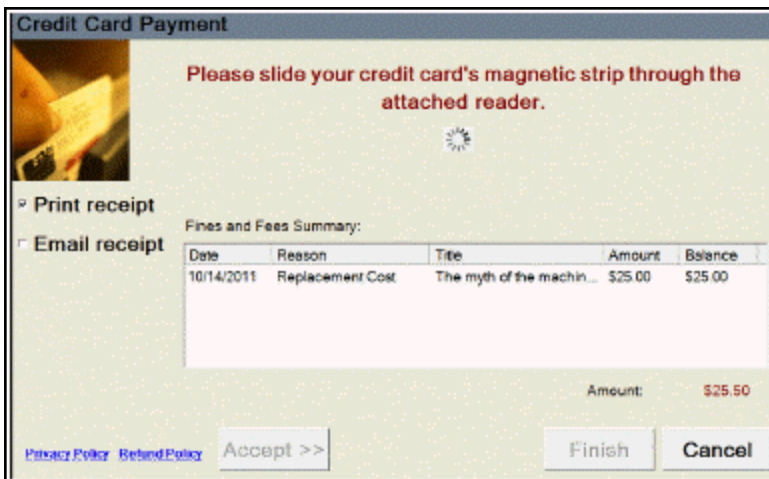 Credit Card Payment
Please slide your credit card's magnetic strip through the
attached reader.
Print receipt
Email receipt
Fines and Fees Summary:
Date Reason Title Amount Balance
10/14/2011 Replacement Cost The myth of the machin... $25.00 $25.00
Amount: $25.50
Privacy Policy Refund Policy Accept >> Finish Cancel